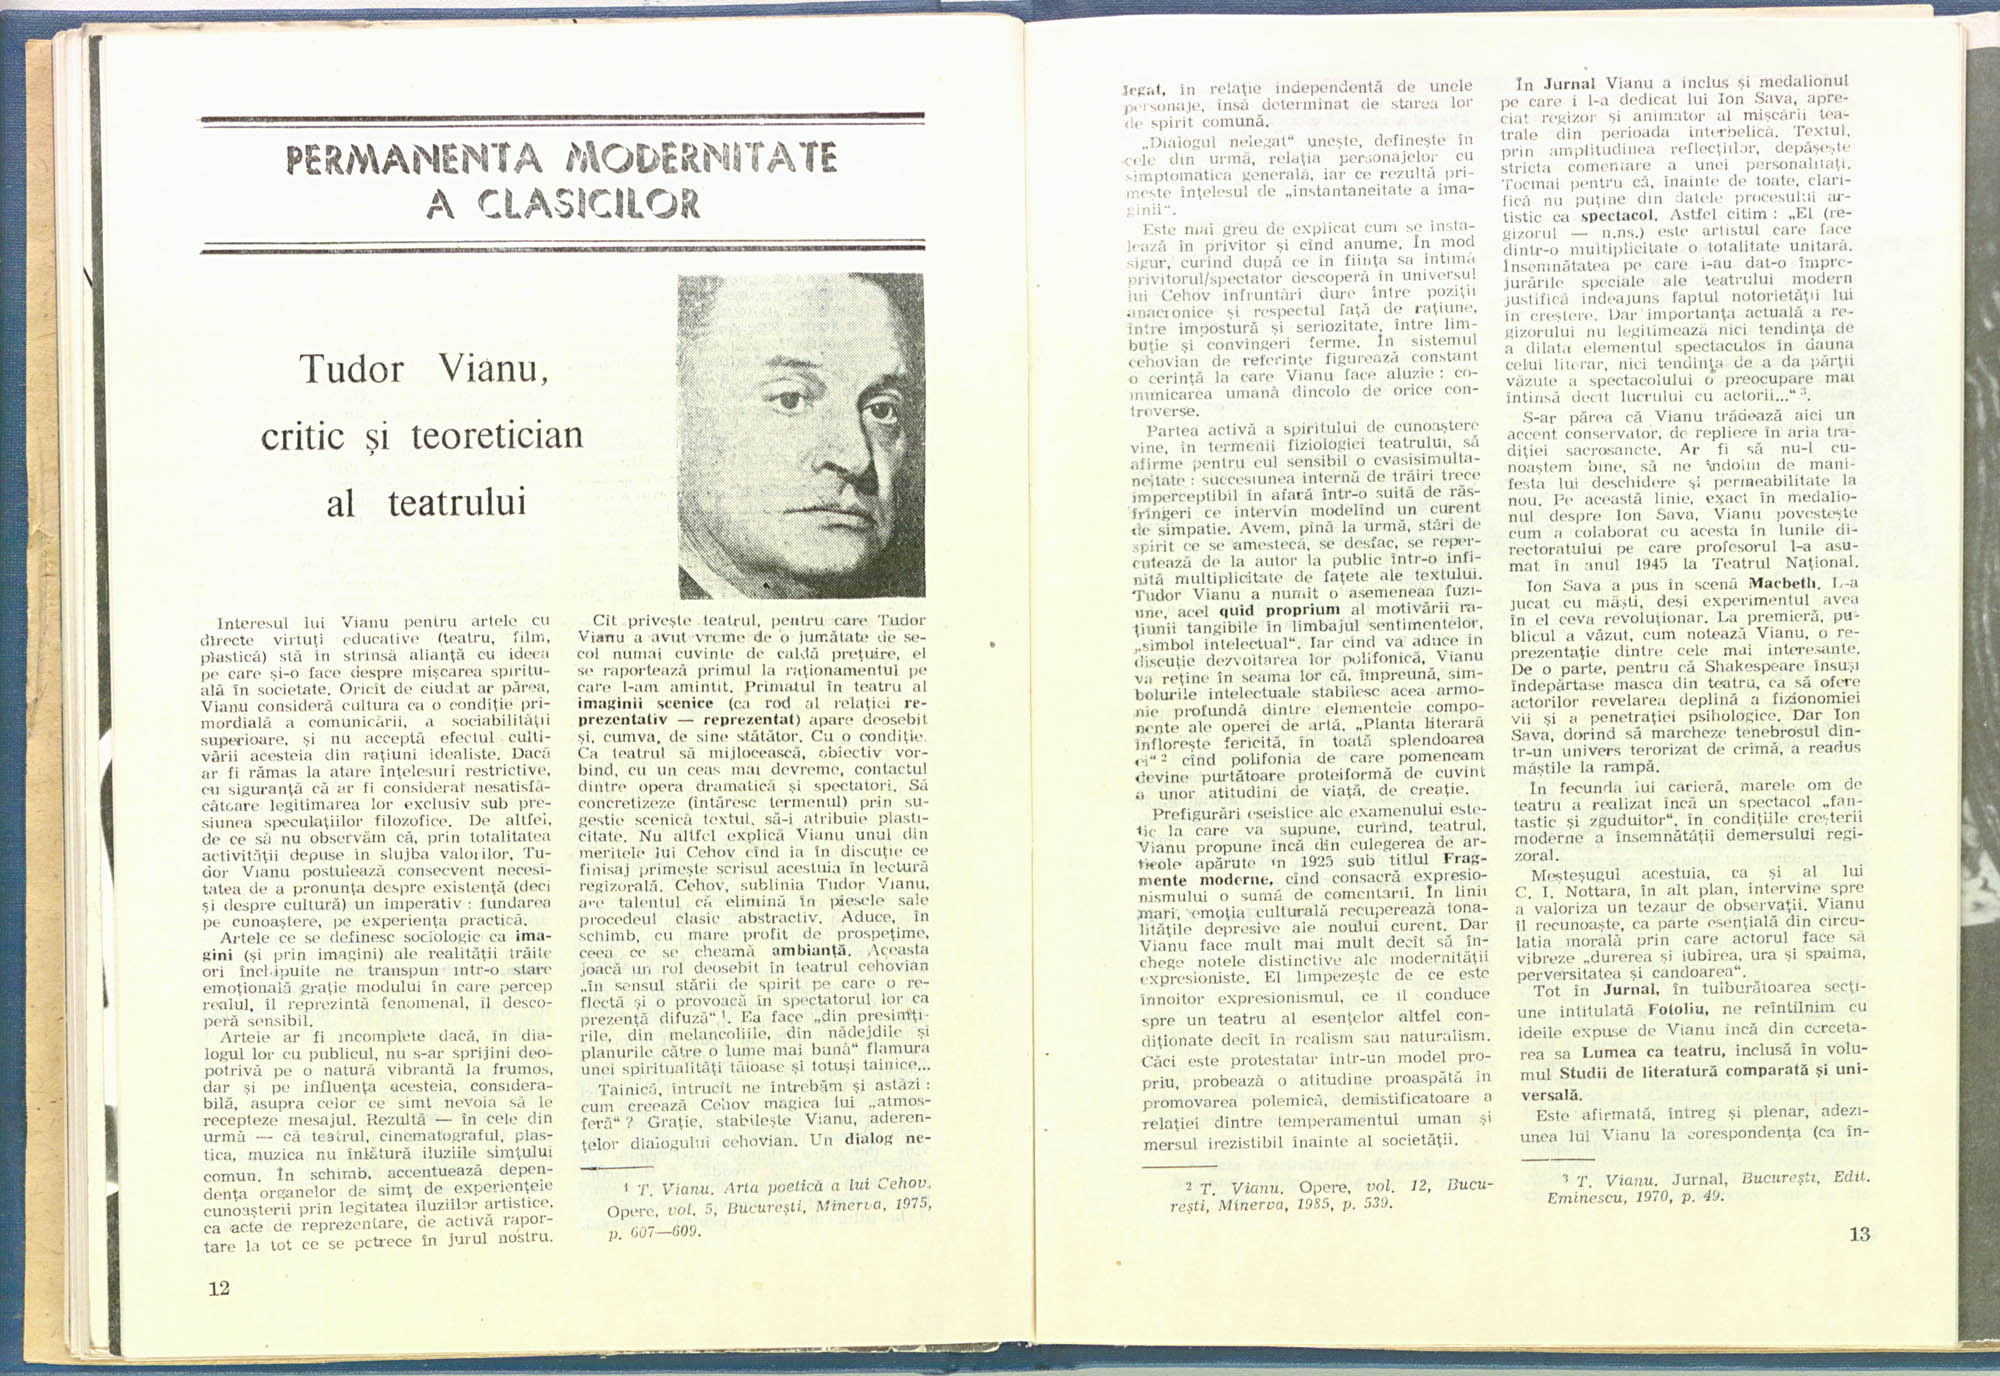 PERMANENTA MODERNITATE
A CLASICILOR
Tudor Vianu,
critic și teoretician
al teatrului
Interesul lui Vianu pentru artele cu
directe virtuți educative (teatru, film,
plastică) stă în strînsă alianță cu ideea
pe care și-o face despre mișcarea spiritu-
ală în societate. Oricît de ciudat ar părea,
Vianu consideră cultura ca o condiție pri-
mordială a comunicării, a sociabilității
superioare, și nu acceptă efectul culti-
vării acesteia din rațiuni idealiste. Dacă
ar fi rămas la atare înțelesuri restrictive,
cu siguranță că ar fi considerat nesatisfă-
cătoare legitimarea lor exclusiv sub pre-
siunea speculațiilor filozofice. De altfel,
de ce să nu observăm că, prin totalitatea
activității depuse în slujba valorilor, Tu-
dor Vianu postulează consecvent necesi-
tatea de a pronunța despre existență (deci
și despre cultură) un imperativ : fundarea
pe cunoaștere, pe experiența practică.
Artele ce se definesc sociologic ca ima-
gini (și prin imagini) ale realității trăite
ori închipuite ne transpun într-o stare
emoțională grație modului în care percep
realul, îl reprezintă fenomenal, îl desco-
peră sensibil.
Artele ar fi incomplete dacă, în dia-
logul lor cu publicul, nu s-ar sprijini deo-
potrivă pe o natură vibrantă la frumos,
dar și pe influența acesteia, considera-
bilă, asupra celor ce simt nevoia să le
recepteze mesajul. Rezultă — în cele din
urmă — că teatrul, cinematograful, plas-
tica, muzica nu înlătură iluziile simțului
comun. În schimb, accentuează depen-
dența organelor de simț de experiențele
cunoașterii prin legitatea iluziilor artistice,
ca acte de reprezentare, de activă rapor-
tare la tot ce se petrece în jurul nostru.
12
Cît privește teatrul, pentru care Tudor
Vianu a avut vreme de o jumătate de se-
col numai cuvinte de caldă prețuire, el
se raportează primul la raționamentul pe
care l-am amintit. Primatul în teatru al
imaginii scenice (ca rod al relației re-
prezentativ — reprezentat) apare deosebit
și, cumva, de sine stătător. Cu o condiție.
Ca teatrul să mijlocească, obiectiv vor-
bind, cu un ceas mai devreme, contactul
dintre opera dramatică și spectatori. Să
concretizeze (întăresc termenul) prin su-
gestie scenică textul, să-i atribuie plasti-
citate. Nu altfel explică Vianu unul din
meritele lui Cehov cînd ia în discuție ce
finisaj primește scrisul acestuia în lectură
regizorală. Cehov, sublinia Tudor Vianu,
are talentul că elimină în piesele sale
procedeul clasic abstractiv. Aduce, în
schimb, cu mare profit de prospețime,
ceea ce se cheamă ambianță. Aceasta
joacă un rol deosebit în teatrul cehovian
„în sensul stării de spirit pe care o re-
flectă și o provoacă în spectatorul lor ca
prezență difuză“¹. Ea face „din presimți-
rile, din melancoliile, din nădejdile și
planurile către o lume mai bună“ flamura
unei spiritualități tăioase și totuși tainice...
Tainică, întrucît ne întrebăm și astăzi :
cum creează Cehov magica lui „atmos-
feră“ ? Grație, stabilește Vianu, aderen-
țelor dialogului cehovian. Un dialog ne-
¹ T. Vianu. Arta poetică a lui Cehov.
Opere, vol. 5, București, Minerva, 1975,
p. 607—609.
legat, în relație independentă de unele
personaje, însă determinat de starea lor
de spirit comună.
„Dialogul nelegat“ unește, definește în
cele din urmă, relația personajelor cu
simptomatica generală, iar ce rezultă pri-
mește înțelesul de „instantaneitate a ima-
ginii“.
Este mai greu de explicat cum se insta-
lează în privitor și cînd anume. În mod
sigur, curînd după ce în ființa sa intimă
privitorul/spectator descoperă în universul
lui Cehov înfruntări dure între poziții
anacronice și respectul față de rațiune,
între impostură și seriozitate, între lim-
buție și convingeri ferme. În sistemul
cehovian de referințe figurează constant
o cerință la care Vianu face aluzie : co-
municarea umană dincolo de orice con-
troverse.
Partea activă a spiritului de cunoaștere
vine, în termenii fiziologiei teatrului, să
afirme pentru eul sensibil o cvasisimulta-
neitate : succesiunea internă de trăiri trece
imperceptibil în afară într-o suită de răs-
frîngeri ce intervin modelînd un curent
de simpatie. Avem, pînă la urmă, stări de
spirit ce se amestecă, se desfac, se reper-
cutează de la autor la public într-o infi-
nită multiplicitate de fațete ale textului.
Tudor Vianu a numit o asemeneaa fuzi-
une, acel quid proprium al motivării ra-
țiunii tangibile în limbajul sentimentelor,
„simbol intelectual“. Iar cînd va aduce în
discuție dezvoltarea lor polifonică, Vianu
va reține în seama lor că, împreună, sim-
bolurile intelectuale stabilesc acea armo-
nie profundă dintre elementele compo-
nente ale operei de artă. „Planta literară
înflorește fericită, în toată splendoarea
ei“ ² cînd polifonia de care pomeneam
devine purtătoare proteiformă de cuvînt
a unor atitudini de viață, de creație.
Prefigurări eseistice ale examenului este-
tic la care va supune, curînd, teatrul,
Vianu propune încă din culegerea de ar-
ticole apărute în 1925 sub titlul Frag-
mente moderne, cînd consacră expresio-
nismului o sumă de comentarii. În linii
mari, emoția culturală recuperează tona-
litățile depresive ale noului curent. Dar
Vianu face mult mai mult decît să în-
chege notele distinctive ale modernității
expresioniste. El limpezește de ce este
înnoitor expresionismul, ce îl conduce
spre un teatru al esențelor altfel con-
diționate decît în realism sau naturalism.
Căci este protestatar într-un model pro-
priu, probează o atitudine proaspătă în
promovarea polemică, demistificatoare a
relației dintre temperamentul uman și
mersul irezistibil înainte al societății.
² T. Vianu. Opere, vol. 12, Bucu-
rești, Minerva, 1985, p. 539.
În Jurnal Vianu a inclus și medalionul
pe care i l-a dedicat lui Ion Sava, apre-
ciat regizor și animator al mișcării tea-
trale din perioada interbelică. Textul,
prin amplitudinea reflecțiilor, depășește
stricta comentare a unei personalități.
Tocmai pentru că, înainte de toate, clari-
fică nu puține din datele procesului ar-
tistic ca spectacol. Astfel citim : „El (re-
gizorul — n.ns.) este artistul care face
dintr-o multiplicitate o totalitate unitară.
Însemnătatea pe care i-au dat-o împre-
jurările speciale ale teatrului modern
justifică îndeajuns faptul notorietății lui
în creștere. Dar importanța actuală a re-
gizorului nu legitimează nici tendința de
a dilata elementul spectaculos în dauna
celui literar, nici tendința de a da părții
văzute a spectacolului o preocupare mai
întinsă decît lucrului cu actorii...“ ³.
S-ar părea că Vianu trădează aici un
accent conservator, de repliere în aria tra-
diției sacrosancte. Ar fi să nu-l cu-
noaștem bine, să ne îndoim de mani-
festa lui deschidere și permeabilitate la
nou. Pe această linie, exact în medalio-
nul despre Ion Sava, Vianu povestește
cum a colaborat cu acesta în lunile di-
rectoratului pe care profesorul l-a asu-
mat în anul 1945 la Teatrul Național.
Ion Sava a pus în scenă Macbeth. L-a
jucat cu măști, deși experimentul avea
în el ceva revoluționar. La premieră, pu-
blicul a văzut, cum notează Vianu, o re-
prezentație dintre cele mai interesante.
De o parte, pentru că Shakespeare însuși
îndepărtase masca din teatru, ca să ofere
actorilor revelarea deplină a fizionomiei
vii și a penetrației psihologice. Dar Ion
Sava, dorind să marcheze tenebrosul din-
tr-un univers terorizat de crimă, a readus
măștile la rampă.
În fecunda lui carieră, marele om de
teatru a realizat încă un spectacol „fan-
tastic și zguduitor“, în condițiile creșterii
moderne a însemnătății demersului regi-
zoral.
Meșteșugul acestuia, ca și al lui
C. I. Nottara, în alt plan, intervine spre
a valoriza un tezaur de observații. Vianu
îl recunoaște, ca parte esențială din circu-
lația morală prin care actorul face să
vibreze „durerea și iubirea, ura și spaima,
perversitatea și candoarea“.
Tot în Jurnal, în tulburătoarea secți-
une intitulată Fotoliu, ne reîntîlnim cu
ideile expuse de Vianu încă din cerceta-
rea sa Lumea ca teatru, inclusă în volu-
mul Studii de literatură comparată și uni-
versală.
Este afirmată, întreg și plenar, adezi-
unea lui Vianu la corespondența (ca în-
³ T. Vianu. Jurnal, București, Edit.
Eminescu, 1970, p. 49.
13